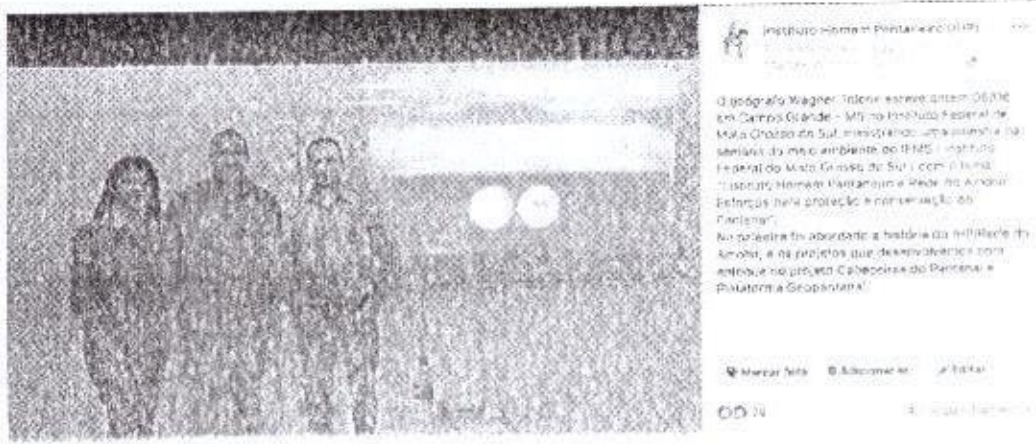 Instituto Homem Pantaneiro (IHP)
O geógrafo Wagner esteve ontem 06/06
em Campo Grande - MS no Instituto Federal de
Mato Grosso do Sul, ministrando uma palestra na
semana do meio ambiente do IFMS ( Instituto
Federal do Mato Grosso do Sul ) com o tema
"Instituto Homem Pantaneiro e Rede do Amolar
Esforços para proteção e conservação do
Pantanal".
Na palestra foi abordado a história do IHP/Rede do
Amolar, e os projetos que desenvolvemos com
enfoque no projeto Cabeceiras do Pantanal e
Plataforma Geopantanal.
Marcar foto Adicionar Editar